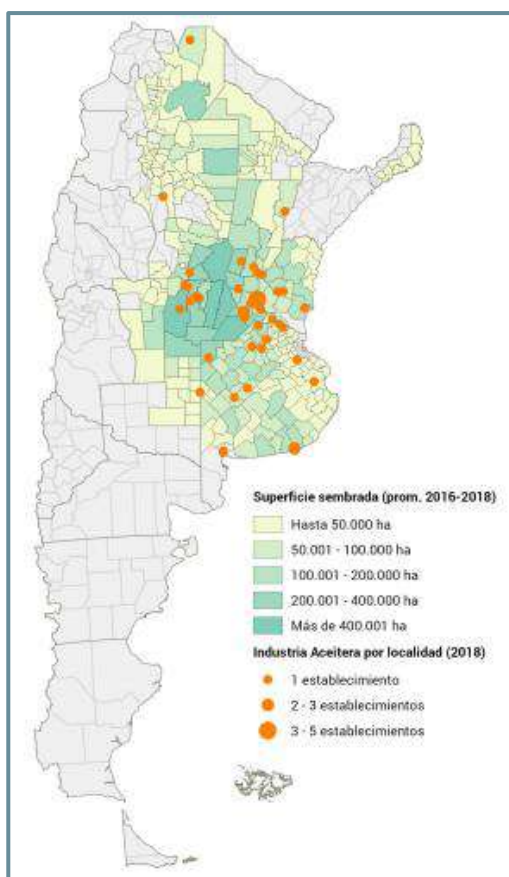 Superficie sembrada (prom. 2016-2018)
Hasta 50.000 ha
50.001 - 100.000 ha
100.001 - 200.000 ha
200.001 - 400.000 ha
Más de 400.001 ha
Industria Aceitera por localidad (2018)
1 establecimiento
2 - 3 establecimientos
3 - 5 establecimientos